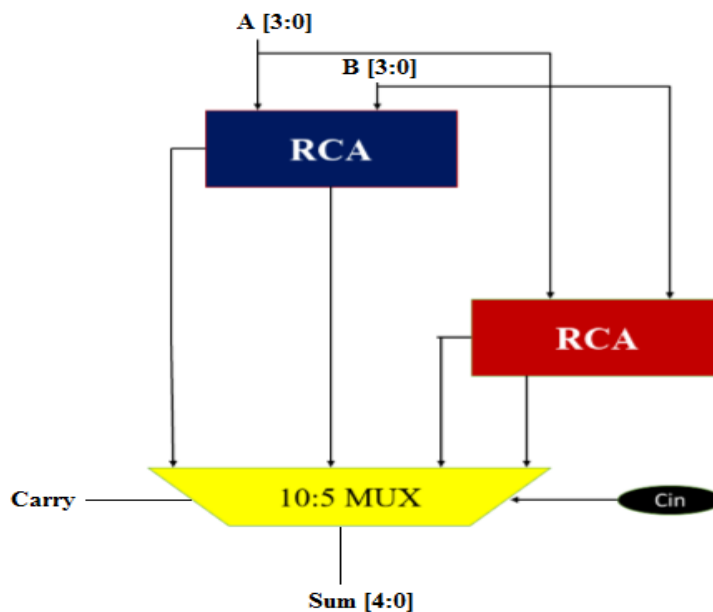 A [3:0]
B [3:0]
RCA
RCA
10:5 MUX
Carry
Cin
Sum [4:0]